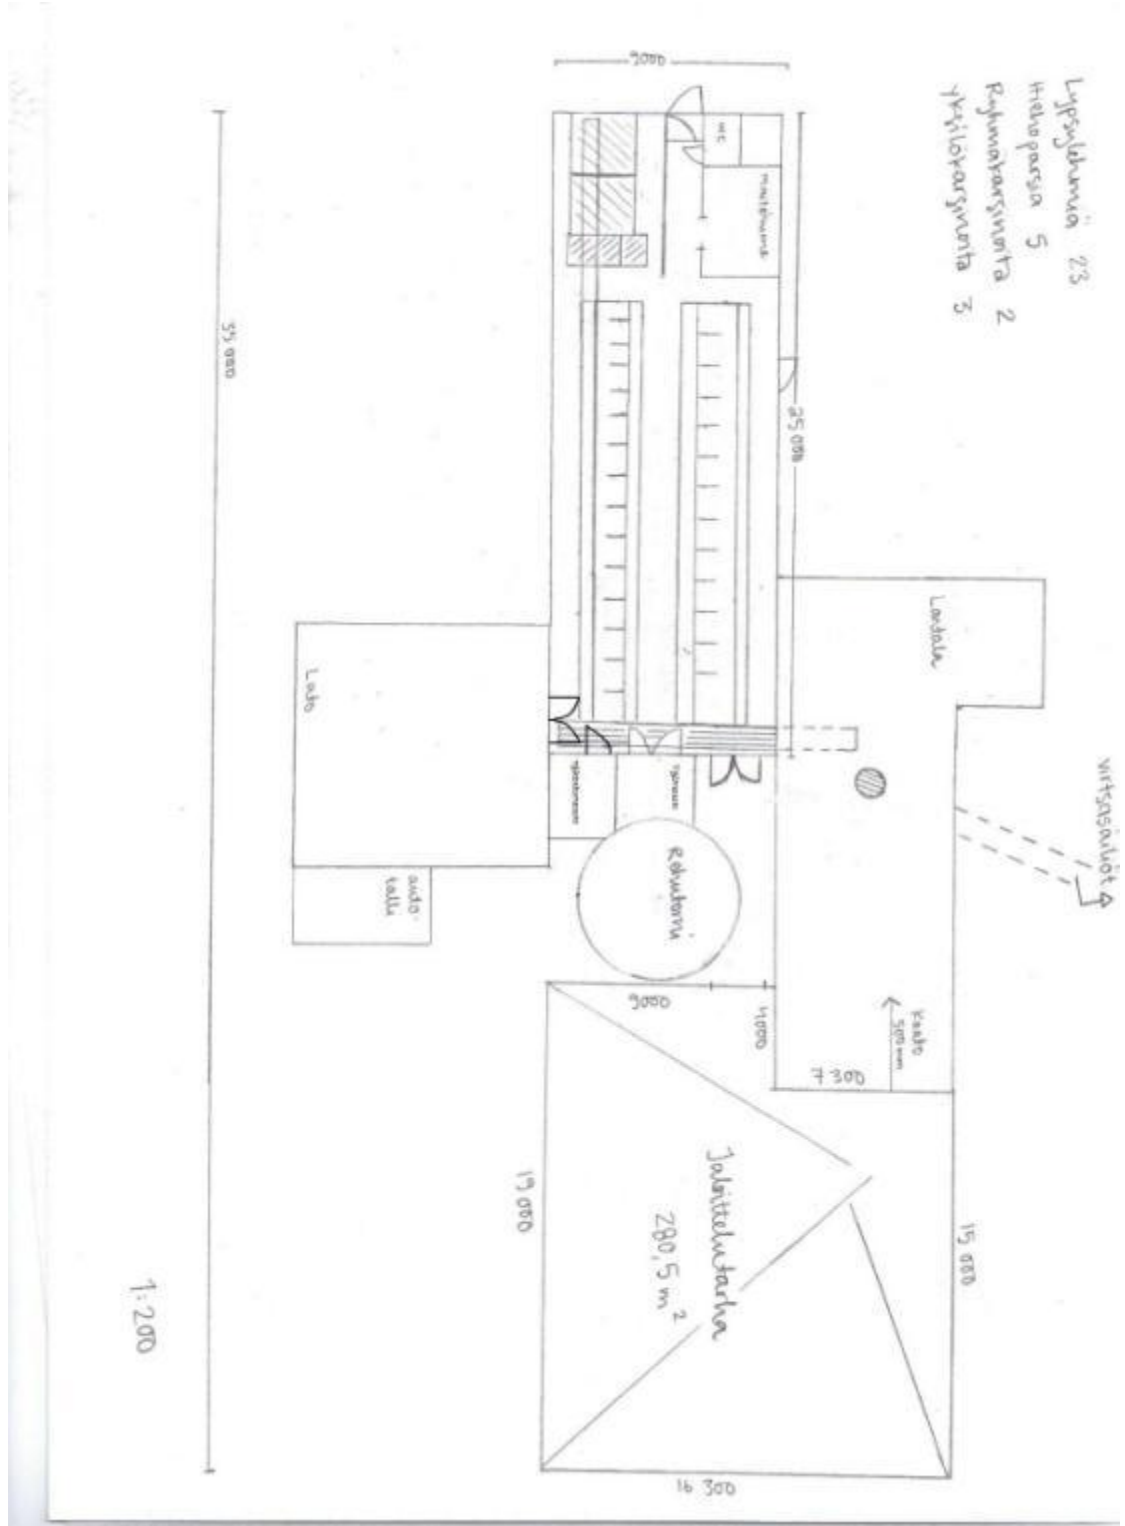 Lypsylehmiä 23
Hiehoparsia 5
Ryhmäkarsinoita 2
yksilökarsinoita 3
9000
WC
maitohuone
25 000
55 000
Lantala
Lato
virtsasäiliöt
Rehutorni
auto-
talli
Kaato
500 mm
9000
4000
7300
Jaloittelutarha
280,5 m²
19 000
15 000
16 300
1:200